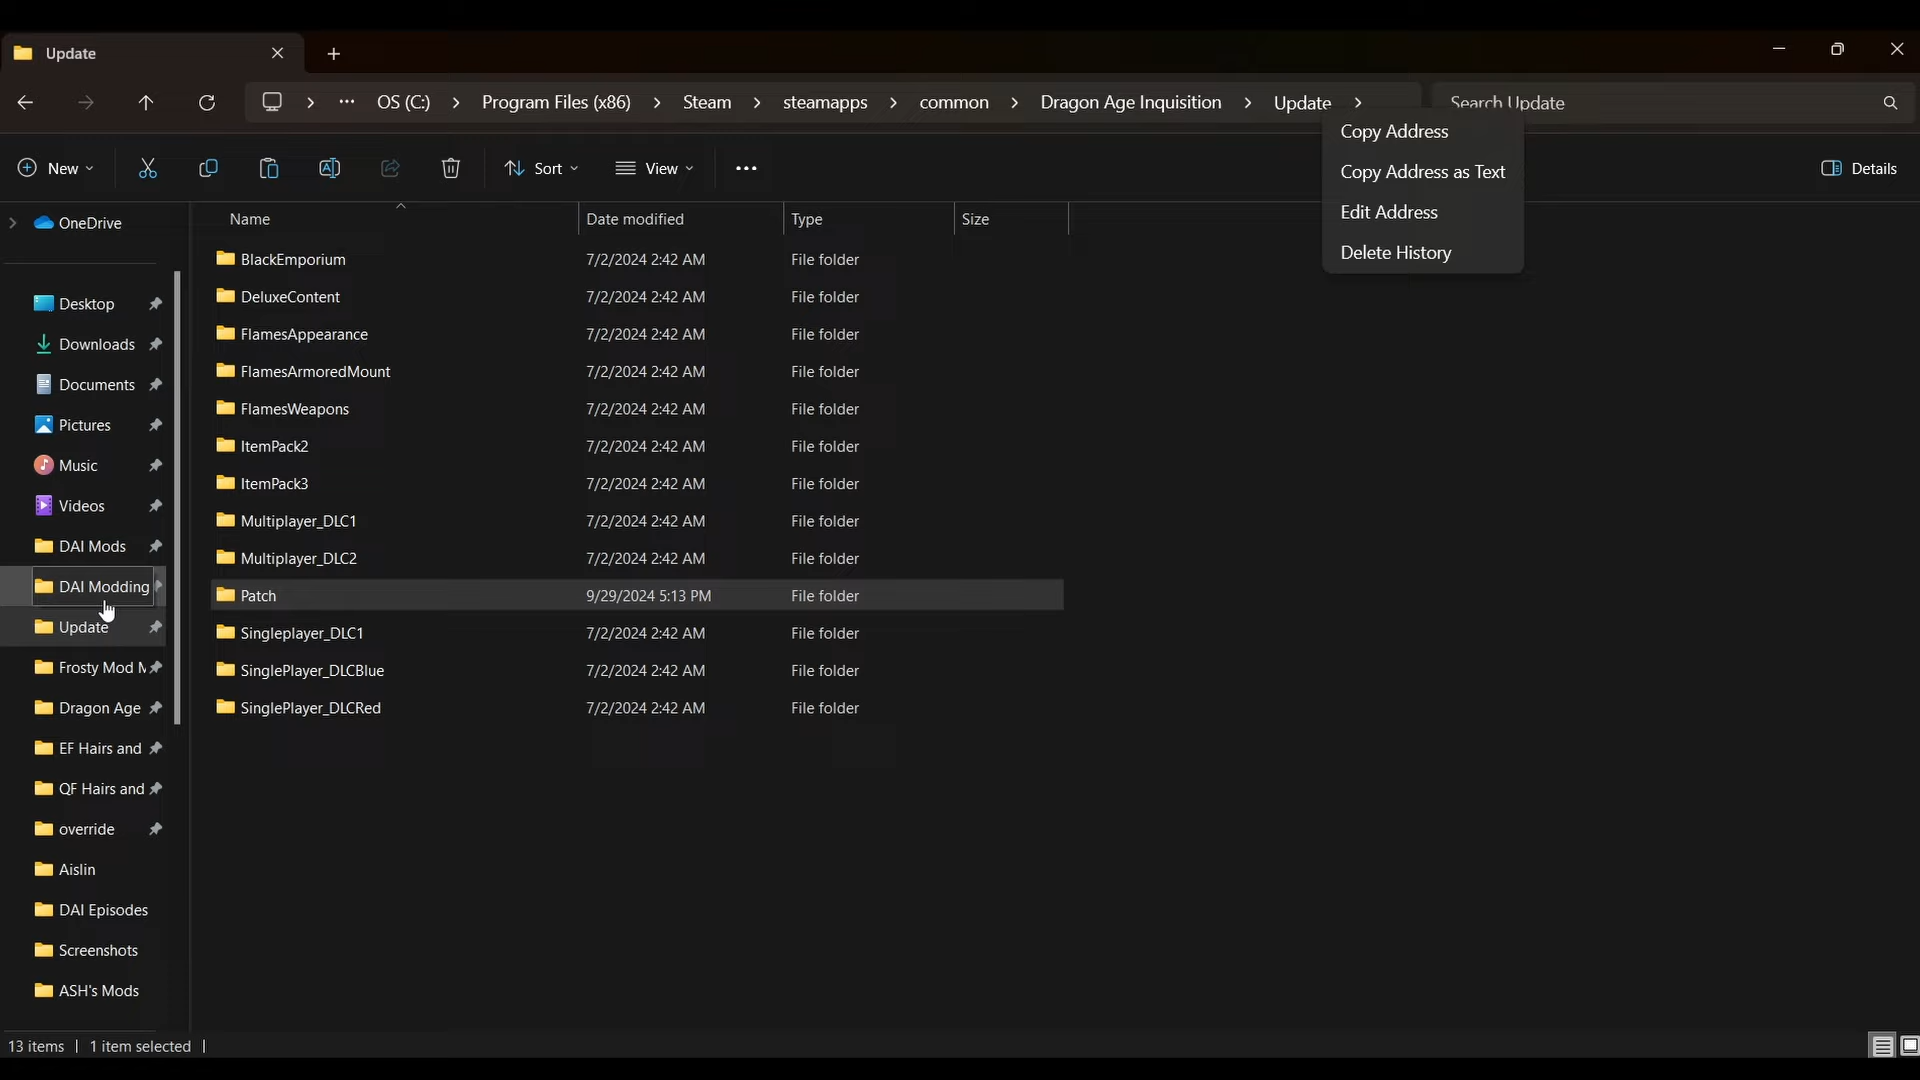 Update
OS (C:) Program Files (x86) Steam steamapps common Dragon Age Inquisition Update
Search Update
Copy Address
Copy Address as Text
Edit Address
Delete History
New Sort View Details
OneDrive
Desktop
Downloads
Documents
Pictures
Music
Videos
DAI Mods
DAI Modding
Update
Frosty Mod M
Dragon Age
EF Hairs and
QF Hairs and
override
Aislin
DAI Episodes
Screenshots
ASH's Mods
Name Date modified Type Size
BlackEmporium 7/2/2024 2:42 AM File folder
DeluxeContent 7/2/2024 2:42 AM File folder
FlamesAppearance 7/2/2024 2:42 AM File folder
FlamesArmoredMount 7/2/2024 2:42 AM File folder
FlamesWeapons 7/2/2024 2:42 AM File folder
ItemPack2 7/2/2024 2:42 AM File folder
ItemPack3 7/2/2024 2:42 AM File folder
Multiplayer_DLC1 7/2/2024 2:42 AM File folder
Multiplayer_DLC2 7/2/2024 2:42 AM File folder
Patch 9/29/2024 5:13 PM File folder
Singleplayer_DLC1 7/2/2024 2:42 AM File folder
SinglePlayer_DLCBlue 7/2/2024 2:42 AM File folder
SinglePlayer_DLCRed 7/2/2024 2:42 AM File folder
13 items | 1 item selected |